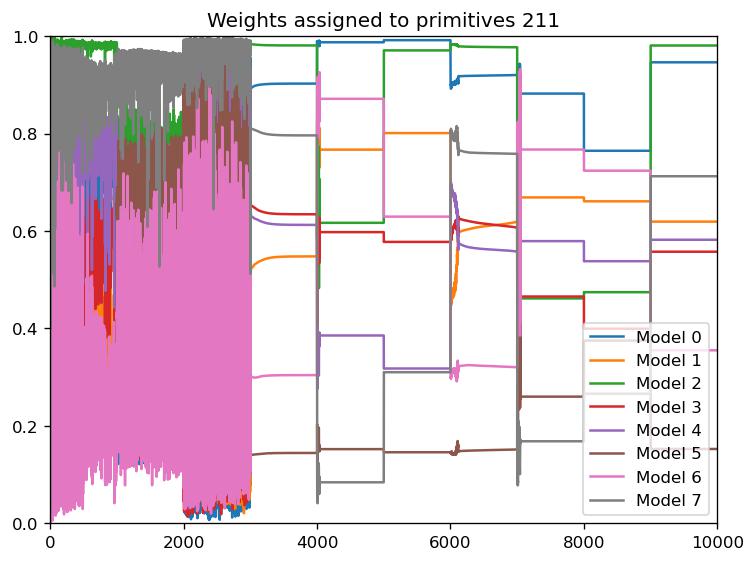 Weights assigned to primitives 211
1.0
0.8
0.6
0.4
0.2
0.0
0 2000 4000 6000 8000 10000
Model 0
Model 1
Model 2
Model 3
Model 4
Model 5
Model 6
Model 7